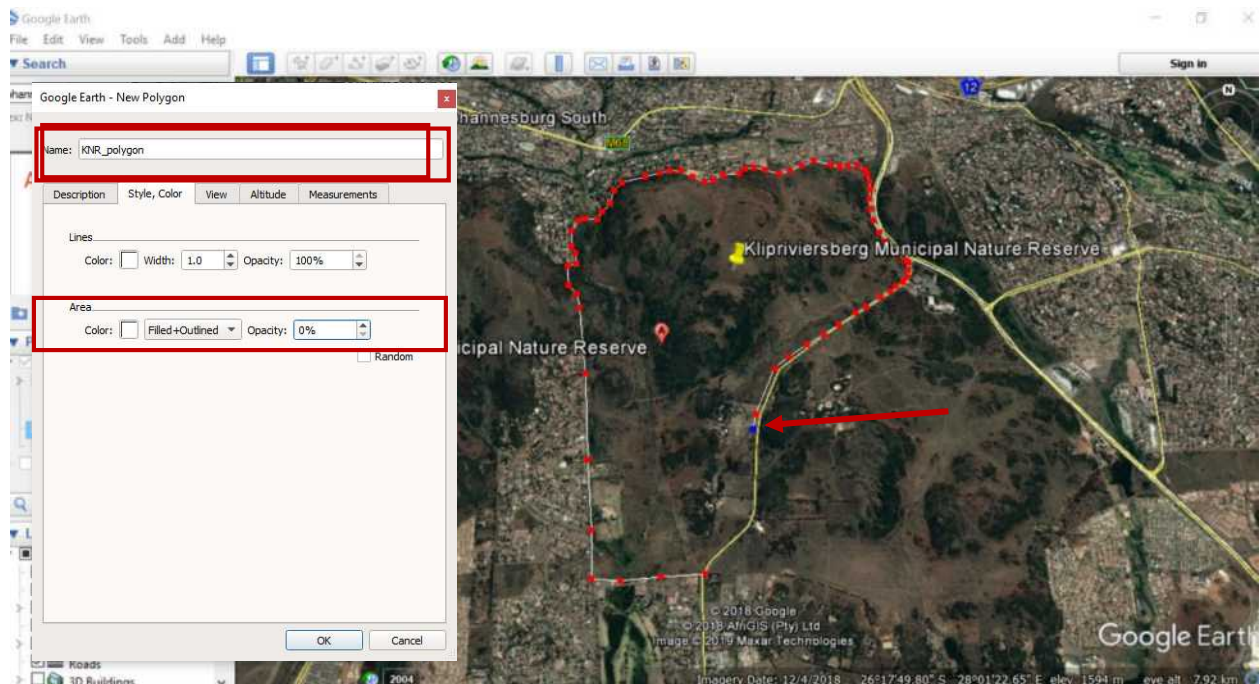 Google Earth
File Edit View Tools Add Help
Search
Sign in
Google Earth - New Polygon
x
Name: KNR_polygon
Description Style, Color View Altitude Measurements
Lines
Color: Width: 1.0 Opacity: 100%
Area
Color: Filled+Outlined Opacity: 0%
Random
OK Cancel
Roads
3D Buildings
hannesburg South
M68
12
N
Klipriviersberg Municipal Nature Reserve
A
icipal Nature Reserve
© 2018 Google
© 2018 AfriGIS (Pty) Ltd
Image © 2019 Maxar Technologies
Google Earth
2004
Imagery Date: 12/4/2018 26°17'49.80" S 28°01'22.65" E elev 1594 m eye alt 7.92 km